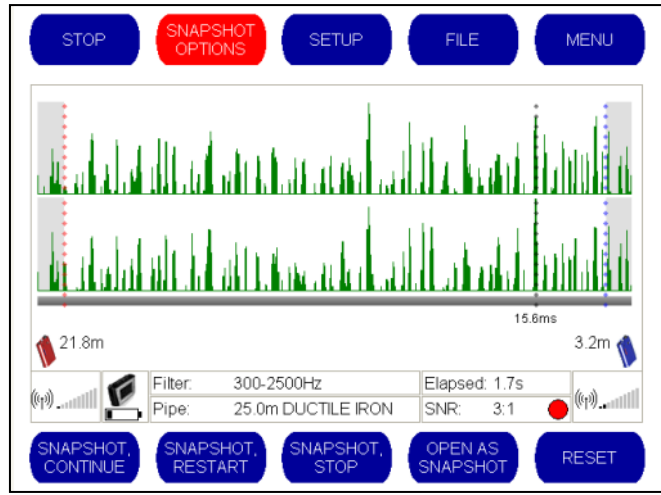 STOP
SNAPSHOT
OPTIONS
SETUP
FILE
MENU
15.6ms
21.8m
3.2m
Filter: 300-2500Hz
Elapsed: 1.7s
Pipe: 25.0m DUCTILE IRON
SNR: 3:1
SNAPSHOT,
CONTINUE
SNAPSHOT,
RESTART
SNAPSHOT,
STOP
OPEN AS
SNAPSHOT
RESET